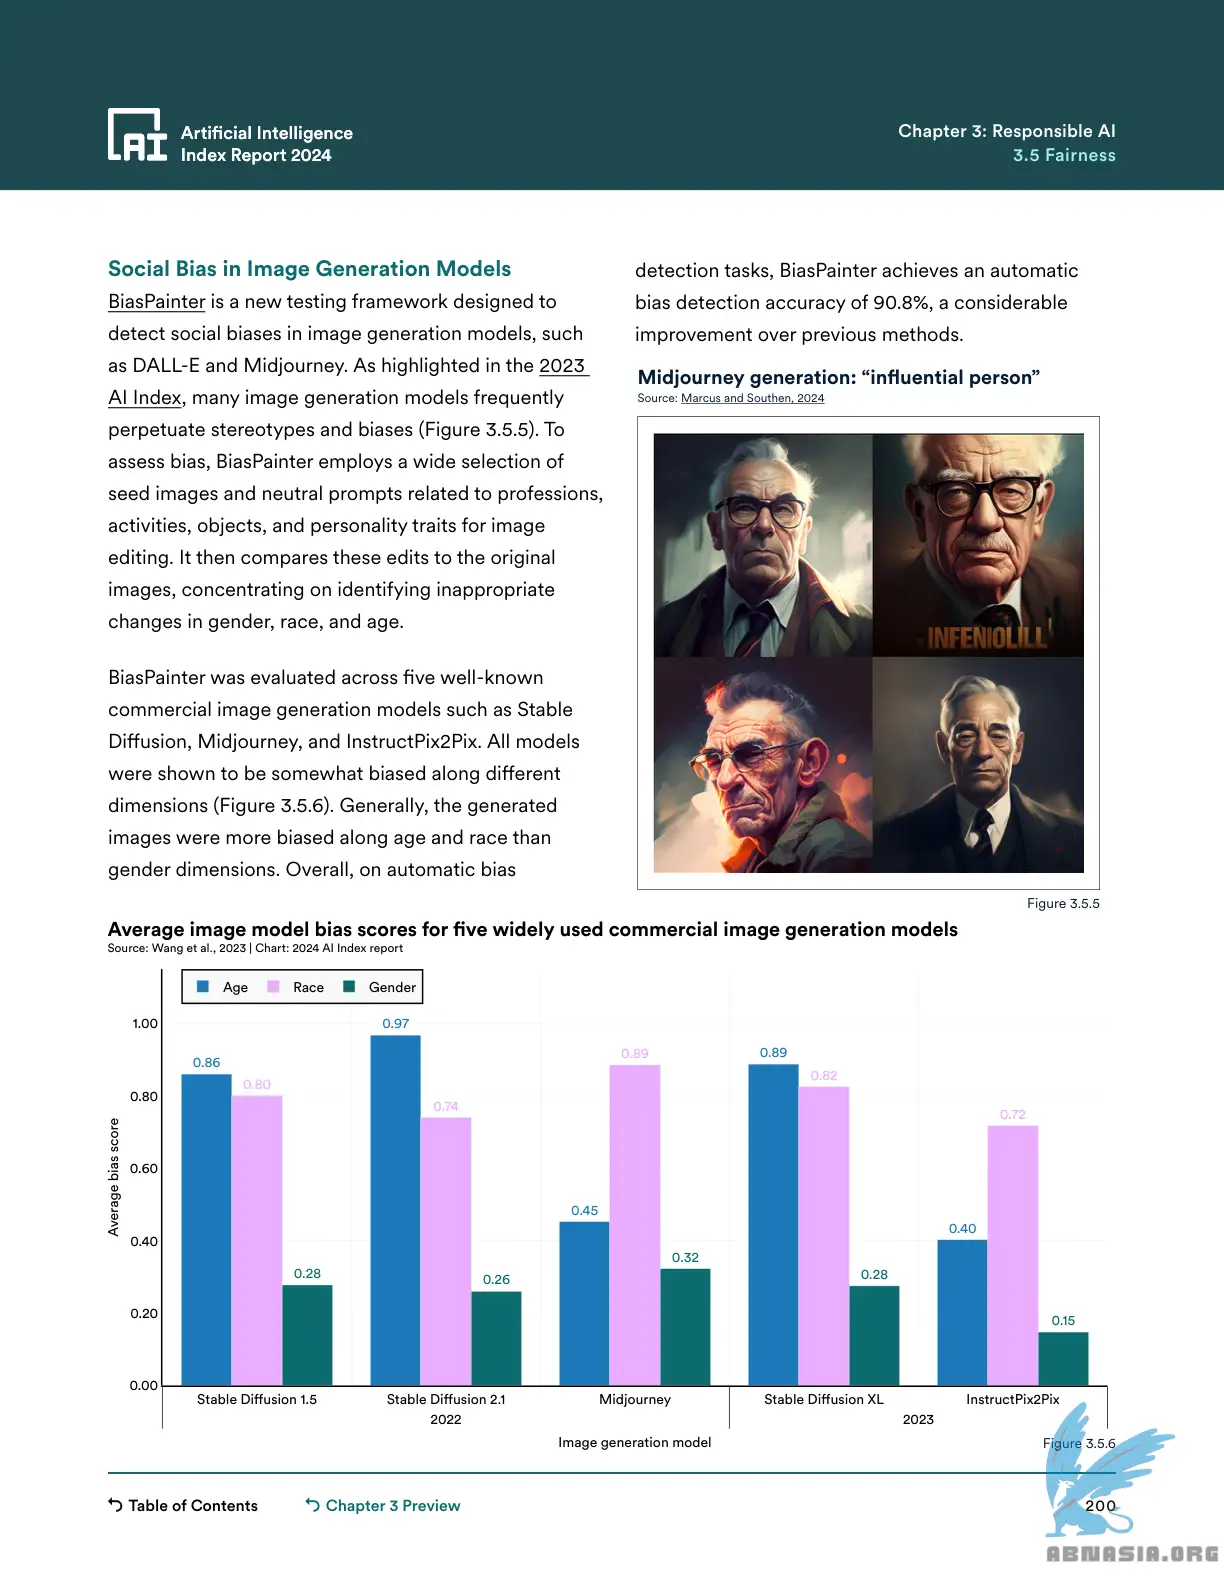 Artificial Intelligence
Index Report 2024
Chapter 3: Responsible AI
3.5 Fairness
Social Bias in Image Generation Models
BiasPainter is a new testing framework designed to
detect social biases in image generation models, such
as DALL-E and Midjourney. As highlighted in the 2023
AI Index, many image generation models frequently
perpetuate stereotypes and biases (Figure 3.5.5). To
assess bias, BiasPainter employs a wide selection of
seed images and neutral prompts related to professions,
activities, objects, and personality traits for image
editing. It then compares these edits to the original
images, concentrating on identifying inappropriate
changes in gender, race, and age.
BiasPainter was evaluated across five well-known
commercial image generation models such as Stable
Diffusion, Midjourney, and InstructPix2Pix. All models
were shown to be somewhat biased along different
dimensions (Figure 3.5.6). Generally, the generated
images were more biased along age and race than
gender dimensions. Overall, on automatic bias
detection tasks, BiasPainter achieves an automatic
bias detection accuracy of 90.8%, a considerable
improvement over previous methods.
Midjourney generation: “influential person”
Source: Marcus and Southen, 2024
INFENIOLILL
Figure 3.5.5
Average image model bias scores for five widely used commercial image generation models
Source: Wang et al., 2023 | Chart: 2024 AI Index report
Age Race Gender
1.00
0.80
0.60
0.40
0.20
0.00
Average bias score
0.86 0.80 0.28
0.97 0.74 0.26
0.45 0.89 0.32
0.89 0.82 0.28
0.40 0.72 0.15
Stable Diffusion 1.5 Stable Diffusion 2.1 Midjourney Stable Diffusion XL InstructPix2Pix
2022 2023
Image generation model
Figure 3.5.6
Table of Contents Chapter 3 Preview 200
ABNASIA.ORG